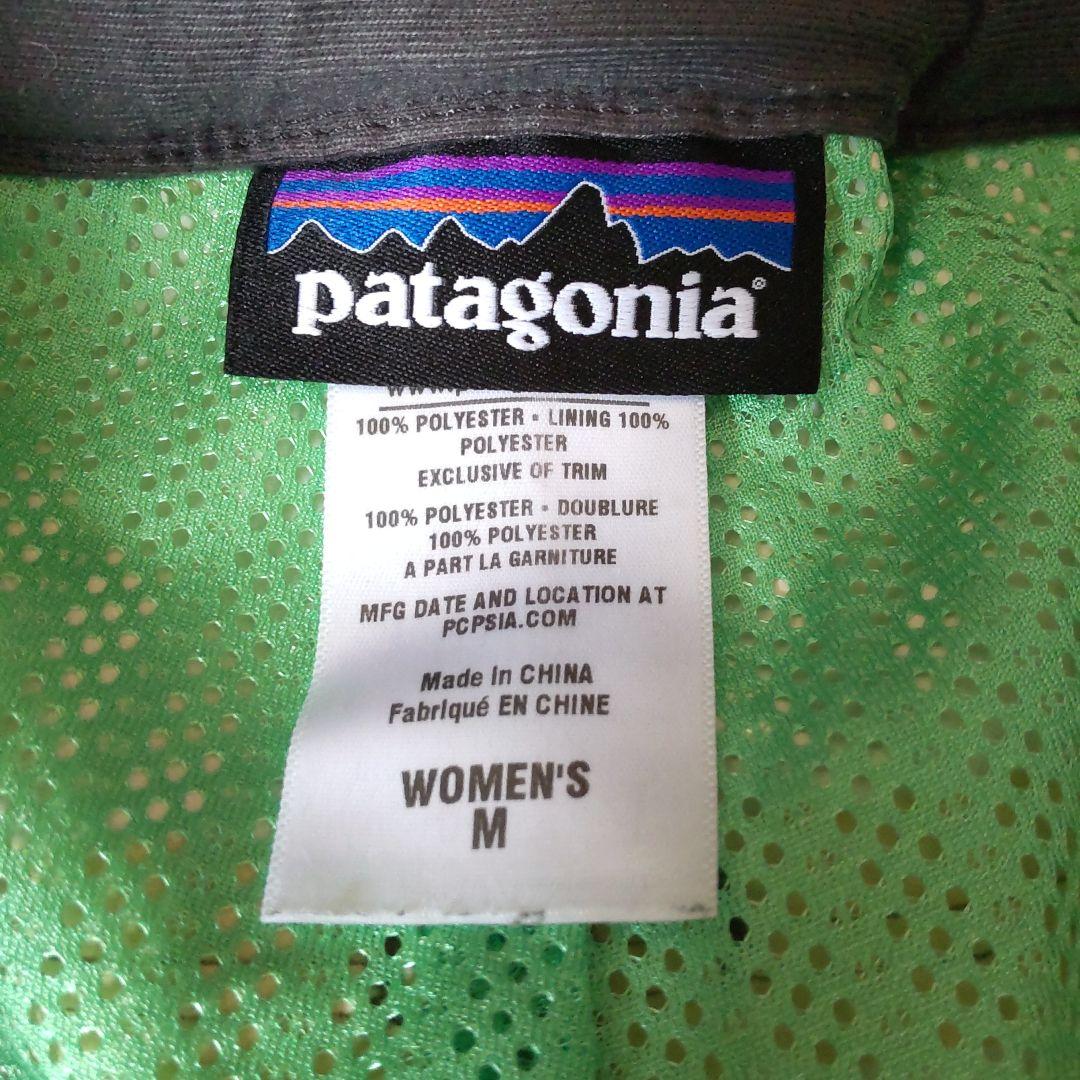 patagonia®
100% POLYESTER • LINING 100%
POLYESTER
EXCLUSIVE OF TRIM
100% POLYESTER • DOUBLURE
100% POLYESTER
A PART LA GARNITURE
MFG DATE AND LOCATION AT
PCPSIA.COM
Made in CHINA
Fabriqué EN CHINE
WOMEN'S
M